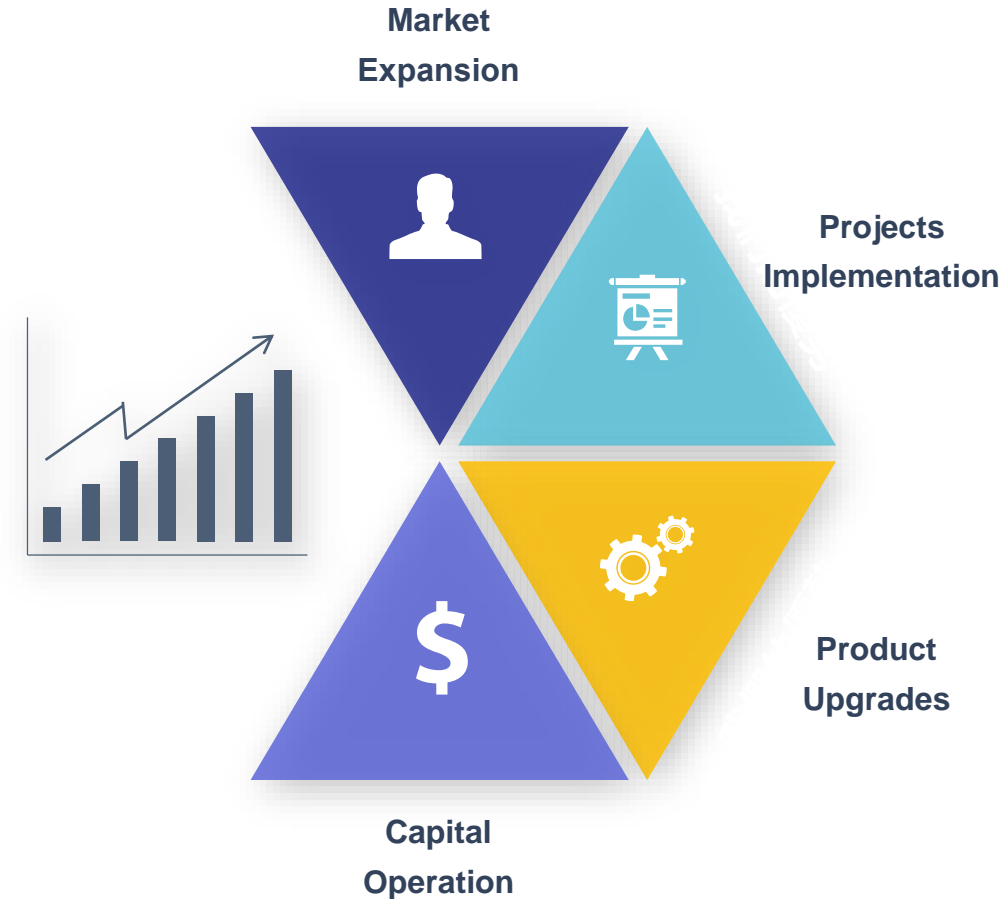 Market
Expansion
Projects
Implementation
$
Product
Upgrades
Capital
Operation